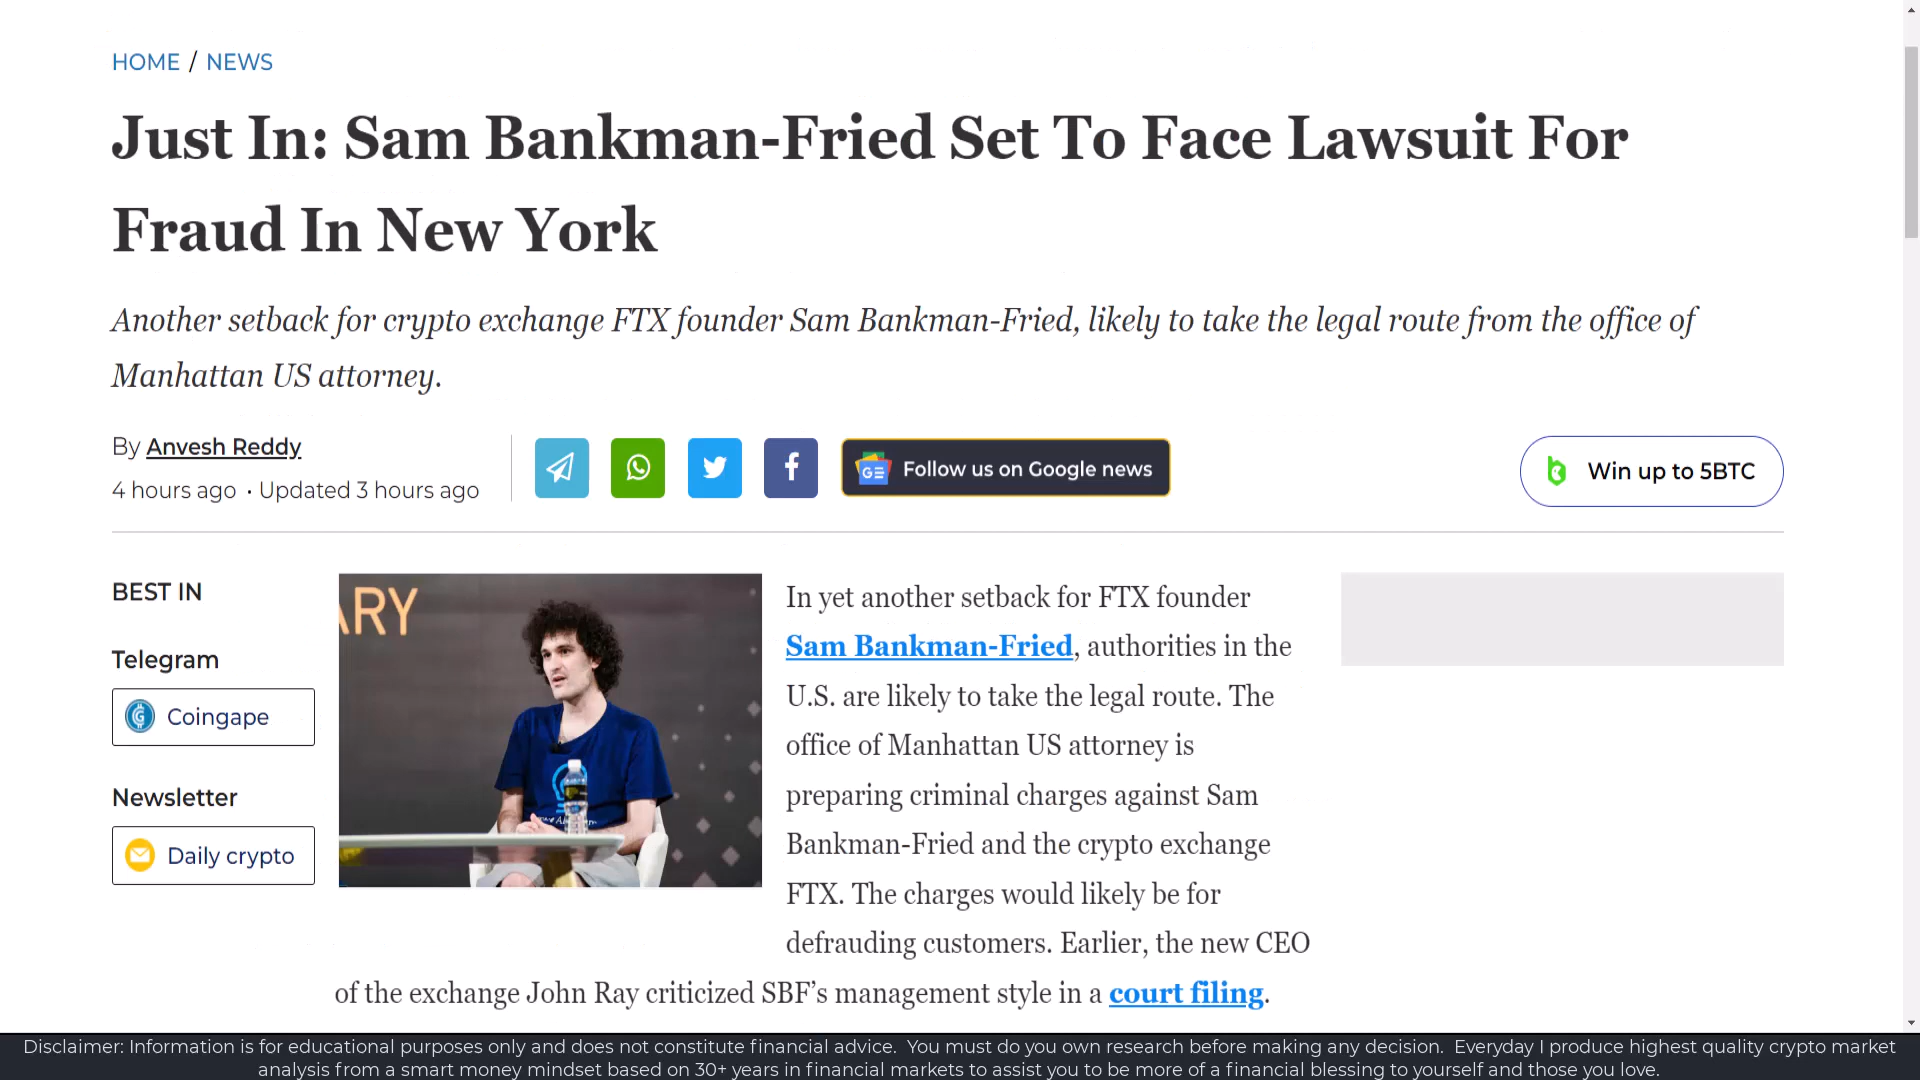 HOME / NEWS
Just In: Sam Bankman-Fried Set To Face Lawsuit For
Fraud In New York
Another setback for crypto exchange FTX founder Sam Bankman-Fried, likely to take the legal route from the office of
Manhattan US attorney.
By Anvesh Reddy
4 hours ago • Updated 3 hours ago
Follow us on Google news
Win up to 5BTC
BEST IN
Telegram
Coingape
Newsletter
Daily crypto
ARY
In yet another setback for FTX founder
Sam Bankman-Fried, authorities in the
U.S. are likely to take the legal route. The
office of Manhattan US attorney is
preparing criminal charges against Sam
Bankman-Fried and the crypto exchange
FTX. The charges would likely be for
defrauding customers. Earlier, the new CEO
of the exchange John Ray criticized SBF’s management style in a court filing.
Disclaimer: Information is for educational purposes only and does not constitute financial advice. You must do you own research before making any decision. Everyday I produce highest quality crypto market
analysis from a smart money mindset based on 30+ years in financial markets to assist you to be more of a financial blessing to yourself and those you love.